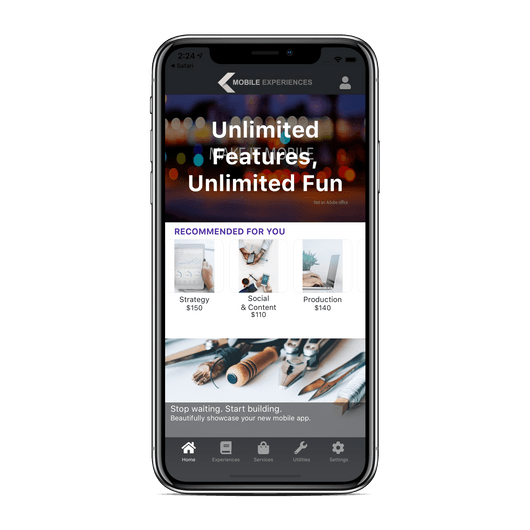 2:24
Safari
MOBILE EXPERIENCES
Unlimited
MAKE IT MOBILE
Features,
Unlimited Fun
Not an Adobe office
RECOMMENDED FOR YOU
Strategy
$150
Social
& Content
$110
Production
$140
Stop waiting. Start building.
Beautifully showcase your new mobile app.
Home
Experiences
Services
Utilities
Settings